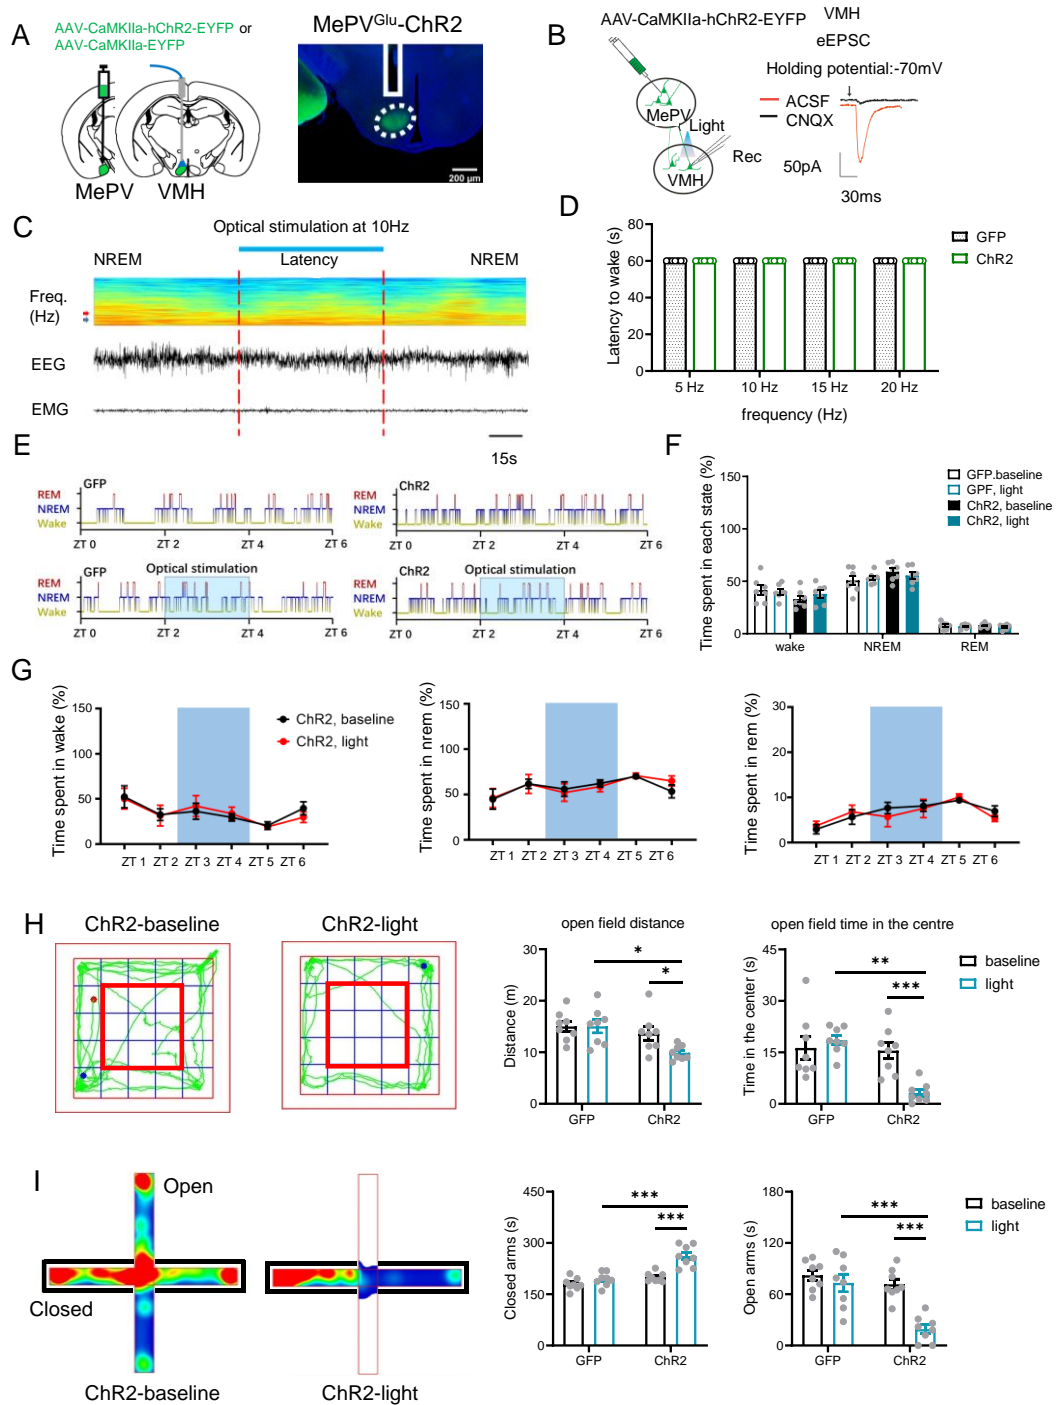 A
AAV-CaMKIIa-hChR2-EYFP or
AAV-CaMKIIa-EYFP
MePV
VMH
MePV^Glu-ChR2
200 μm
B
AAV-CaMKIIa-hChR2-EYFP
VMH
eEPSC
Holding potential:-70mV
MePV
Light
VMH
Rec
ACSF
CNQX
50pA
30ms
C
Optical stimulation at 10Hz
NREM
Latency
NREM
Freq.
(Hz)
EEG
EMG
15s
D
Latency to wake (s)
80
60
40
20
0
5 Hz
10 Hz
15 Hz
20 Hz
frequency (Hz)
GFP
ChR2
E
GFP
REM
NREM
Wake
ZT 0
ZT 2
ZT 4
ZT 6
ChR2
REM
NREM
Wake
ZT 0
ZT 2
ZT 4
ZT 6
GFP
Optical stimulation
REM
NREM
Wake
ZT 0
ZT 2
ZT 4
ZT 6
ChR2
Optical stimulation
REM
NREM
Wake
ZT 0
ZT 2
ZT 4
ZT 6
F
Time spent in each state (%)
150
100
50
0
wake
NREM
REM
GFP.baseline
GPF, light
ChR2, baseline
ChR2, light
G
Time spent in wake (%)
150
100
50
0
ZT 1
ZT 2
ZT 3
ZT 4
ZT 5
ZT 6
ChR2, baseline
ChR2, light
Time spent in nrem (%)
150
100
50
0
ZT 1
ZT 2
ZT 3
ZT 4
ZT 5
ZT 6
Time spent in rem (%)
30
20
10
0
ZT 1
ZT 2
ZT 3
ZT 4
ZT 5
ZT 6
H
ChR2-baseline
ChR2-light
open field distance
Distance (m)
30
20
10
0
*
*
GFP
ChR2
open field time in the centre
Time in the center (s)
45
30
15
0
**
***
GFP
ChR2
baseline
light
I
Open
Closed
ChR2-baseline
ChR2-light
Closed arms (s)
450
300
150
0
***
***
GFP
ChR2
Open arms (s)
180
120
60
0
***
***
GFP
ChR2
baseline
light